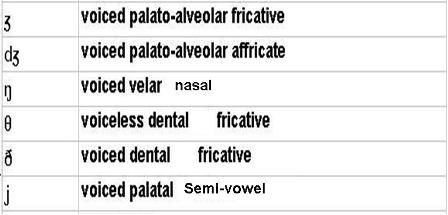 ʒ voiced palato-alveolar fricative
dʒ voiced palato-alveolar affricate
ŋ voiced velar nasal
θ voiceless dental fricative
ð voiced dental fricative
j voiced palatal SemI-vowel